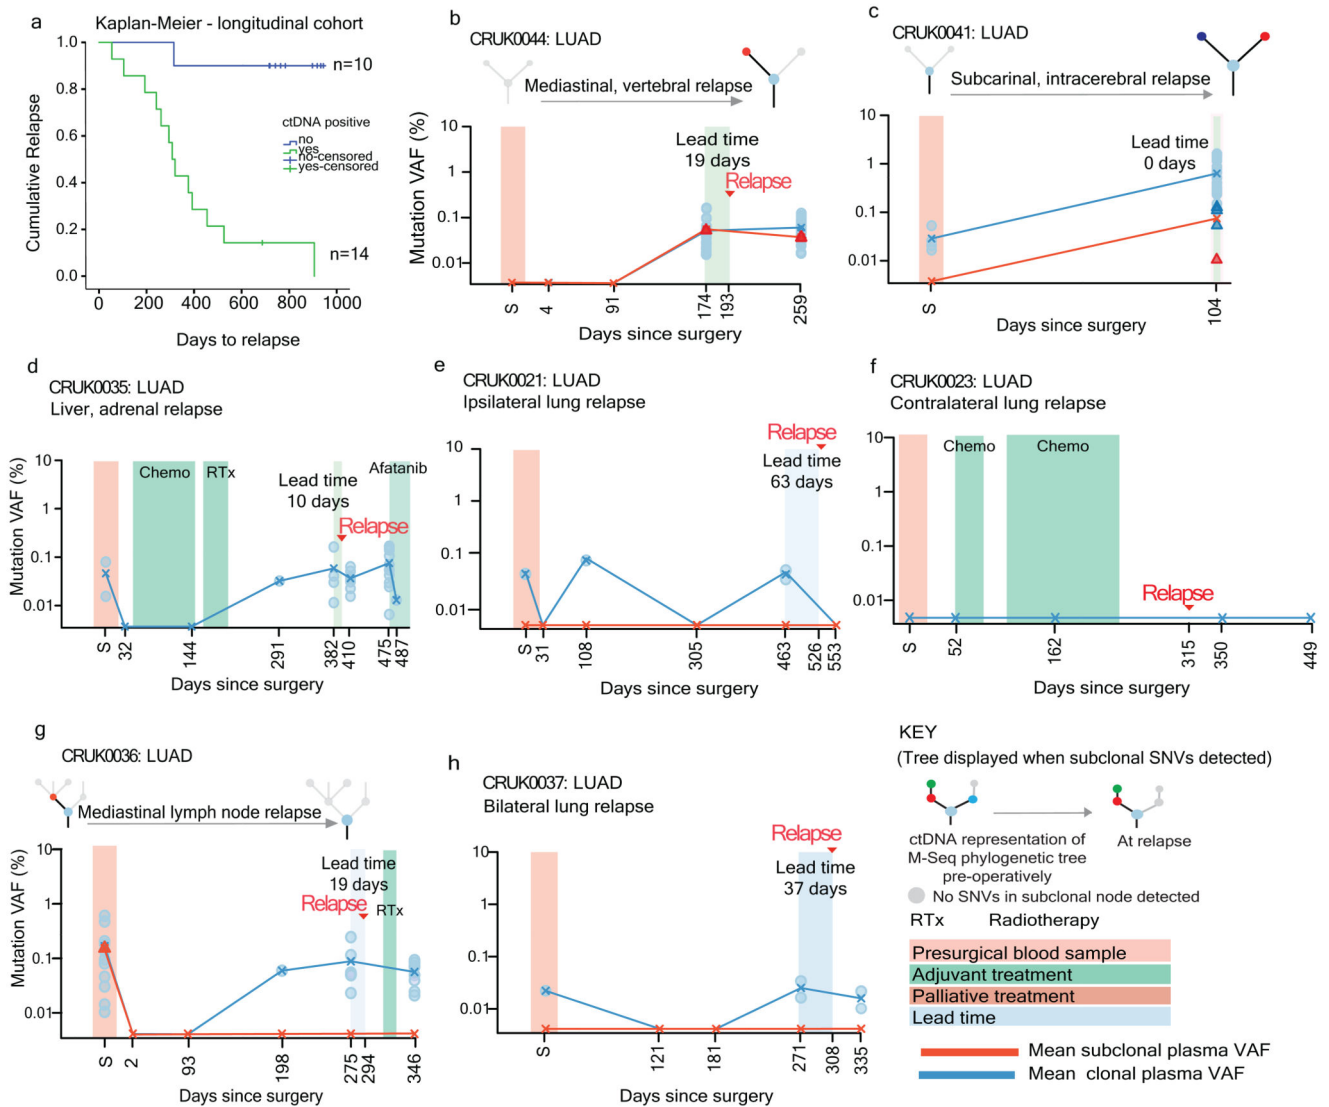 a
Kaplan-Meier - longitudinal cohort
Cumulative Relapse
1.0
0.8
0.6
0.4
0.2
0.0
n=10
ctDNA positive
no
yes
no-censored
yes-censored
n=14
0 200 400 600 800 1000
Days to relapse
b
CRUK0044: LUAD
Mediastinal, vertebral relapse
Mutation VAF (%)
10
1
0.1
0.01
Lead time
19 days
Relapse
S 4 91 174 193 259
Days since surgery
c
CRUK0041: LUAD
Subcarinal, intracerebral relapse
10
1
0.1
0.01
Lead time
0 days
S 104
Days since surgery
d
CRUK0035: LUAD
Liver, adrenal relapse
Mutation VAF (%)
10
1
0.1
0.01
Chemo RTx
Lead time
10 days
Afatanib
Relapse
S 32 144 291 382 410 475 487
Days since surgery
e
CRUK0021: LUAD
Ipsilateral lung relapse
Relapse
10
1
0.1
0.01
Lead time
63 days
S 31 108 305 463 526 553
Days since surgery
f
CRUK0023: LUAD
Contralateral lung relapse
10
1
0.1
0.01
Chemo Chemo
Relapse
S 52 162 315 350 449
Days since surgery
g
CRUK0036: LUAD
Mediastinal lymph node relapse
Mutation VAF (%)
10
1
0.1
0.01
Lead time
19 days
Relapse RTx
S 2 93 198 275 294 346
Days since surgery
h
CRUK0037: LUAD
Bilateral lung relapse
Relapse
10
1
0.1
0.01
Lead time
37 days
S 121 181 271 308 335
Days since surgery
KEY
(Tree displayed when subclonal SNVs detected)
ctDNA representation of
M-Seq phylogenetic tree
pre-operatively
At relapse
No SNVs in subclonal node detected
RTx Radiotherapy
Presurgical blood sample
Adjuvant treatment
Palliative treatment
Lead time
Mean subclonal plasma VAF
Mean clonal plasma VAF